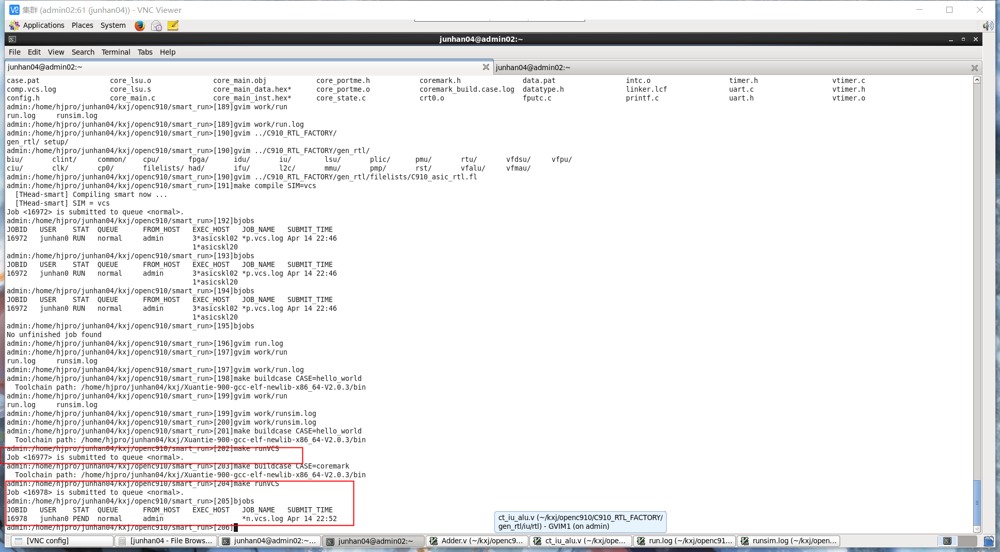 集群 (admin02:61 (junhan04)) - VNC Viewer
Applications Places System
junhan04@admin02:~
File Edit View Search Terminal Tabs Help
junhan04@admin02:~ junhan04@admin02:~
case.pat core_lsu.o core_main.obj core_portme.h coremark.h data.pat intc.o timer.h vtimer.c
comp.vcs.log core_lsu.s core_main_data.hex* core_portme.o coremark_build.case.log datatype.h linker.lcf uart.c vtimer.h
config.h core_main.c core_main_inst.hex* core_state.c crt0.o fputc.c printf.c uart.h vtimer.o
admin:/home/hjpro/junhan04/kxj/openc910/smart_run>[189]gvim work/run
run.log runsim.log
admin:/home/hjpro/junhan04/kxj/openc910/smart_run>[189]gvim work/run.log
admin:/home/hjpro/junhan04/kxj/openc910/smart_run>[190]gvim ../C910_RTL_FACTORY/
gen_rtl/ setup/
admin:/home/hjpro/junhan04/kxj/openc910/smart_run>[190]gvim ../C910_RTL_FACTORY/gen_rtl/
biu/ clint/ common/ cpu/ fpga/ idu/ iu/ lsu/ plic/ pmu/ rtu/ vfdsu/ vfpu/
ciu/ clk/ cp0/ filelists/ had/ ifu/ l2c/ mmu/ pmp/ rst/ vfalu/ vfmau/
admin:/home/hjpro/junhan04/kxj/openc910/smart_run>[190]gvim ../C910_RTL_FACTORY/gen_rtl/filelists/C910_asic_rtl.fl
admin:/home/hjpro/junhan04/kxj/openc910/smart_run>[191]make compile SIM=vcs
[THead-smart] Compiling smart now ...
[THead-smart] SIM = vcs
Job <16972> is submitted to queue <normal>.
admin:/home/hjpro/junhan04/kxj/openc910/smart_run>[192]bjobs
JOBID USER STAT QUEUE FROM_HOST EXEC_HOST JOB_NAME SUBMIT_TIME
16972 junhan0 RUN normal admin 3*asicskl02 *p.vcs.log Apr 14 22:46
1*asicskl20
admin:/home/hjpro/junhan04/kxj/openc910/smart_run>[193]bjobs
JOBID USER STAT QUEUE FROM_HOST EXEC_HOST JOB_NAME SUBMIT_TIME
16972 junhan0 RUN normal admin 3*asicskl02 *p.vcs.log Apr 14 22:46
1*asicskl20
admin:/home/hjpro/junhan04/kxj/openc910/smart_run>[194]bjobs
JOBID USER STAT QUEUE FROM_HOST EXEC_HOST JOB_NAME SUBMIT_TIME
16972 junhan0 RUN normal admin 3*asicskl02 *p.vcs.log Apr 14 22:46
1*asicskl20
admin:/home/hjpro/junhan04/kxj/openc910/smart_run>[195]bjobs
No unfinished job found
admin:/home/hjpro/junhan04/kxj/openc910/smart_run>[196]gvim run.log
admin:/home/hjpro/junhan04/kxj/openc910/smart_run>[197]gvim work/run
run.log runsim.log
admin:/home/hjpro/junhan04/kxj/openc910/smart_run>[197]gvim work/run.log
admin:/home/hjpro/junhan04/kxj/openc910/smart_run>[198]make buildcase CASE=hello_world
Toolchain path: /home/hjpro/junhan04/kxj/Xuantie-900-gcc-elf-newlib-x86_64-V2.0.3/bin
admin:/home/hjpro/junhan04/kxj/openc910/smart_run>[199]gvim work/run
run.log runsim.log
admin:/home/hjpro/junhan04/kxj/openc910/smart_run>[199]gvim work/runsim.log
admin:/home/hjpro/junhan04/kxj/openc910/smart_run>[200]gvim work/runsim.log
admin:/home/hjpro/junhan04/kxj/openc910/smart_run>[201]make buildcase CASE=hello_world
Toolchain path: /home/hjpro/junhan04/kxj/Xuantie-900-gcc-elf-newlib-x86_64-V2.0.3/bin
admin:/home/hjpro/junhan04/kxj/openc910/smart_run>[202]make runVCS
Job <16977> is submitted to queue <normal>.
admin:/home/hjpro/junhan04/kxj/openc910/smart_run>[203]make buildcase CASE=coremark
Toolchain path: /home/hjpro/junhan04/kxj/Xuantie-900-gcc-elf-newlib-x86_64-V2.0.3/bin
admin:/home/hjpro/junhan04/kxj/openc910/smart_run>[204]make runVCS
Job <16978> is submitted to queue <normal>.
admin:/home/hjpro/junhan04/kxj/openc910/smart_run>[205]bjobs
JOBID USER STAT QUEUE FROM_HOST EXEC_HOST JOB_NAME SUBMIT_TIME
16978 junhan0 PEND normal admin *n.vcs.log Apr 14 22:52
admin:/home/hjpro/junhan04/kxj/openc910/smart_run>[206]
ct_iu_alu.v (~/kxj/openc910/C910_RTL_FACTORY/
gen_rtl/iu/rtl) - GVIM1 (on admin)
[VNC config] [junhan04 - File Brows... junhan04@admin02:~... junhan04@admin02:~ Adder.v (~/kxj/openc9... ct_iu_alu.v (~/kxj/ope... run.log (~/kxj/openc91... runsim.log (~/kxj/open...